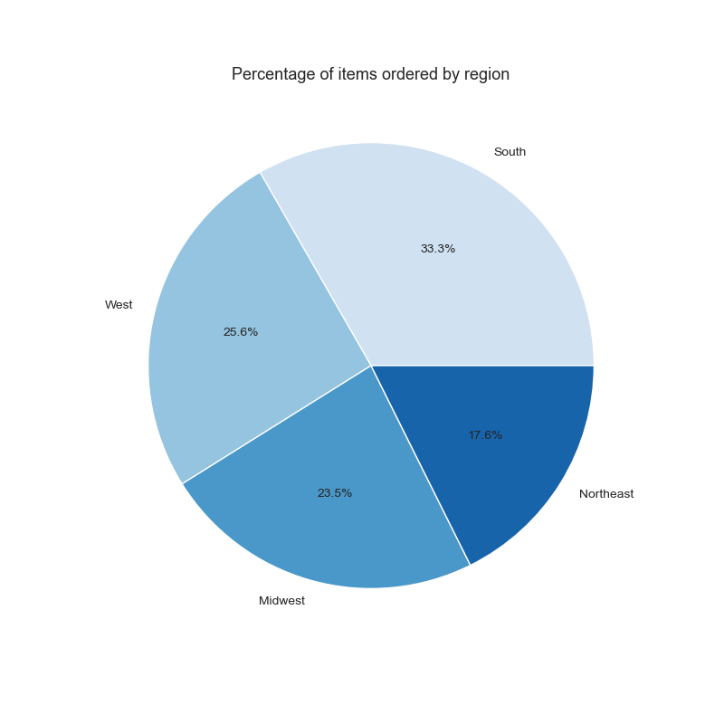 Percentage of items ordered by region
South
33.3%
West
25.6%
17.6%
23.5%
Northeast
Midwest